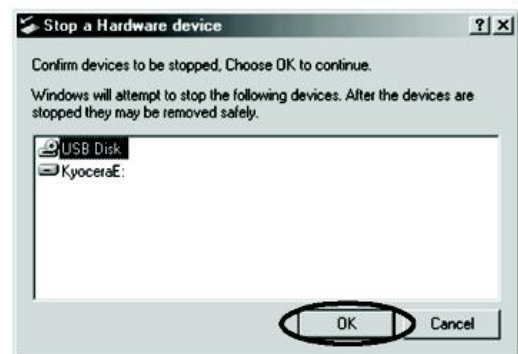 Stop a Hardware device
Confirm devices to be stopped, Choose OK to continue.
Windows will attempt to stop the following devices. After the devices are
stopped they may be removed safely.
USB Disk
KyoceraE:
OK Cancel